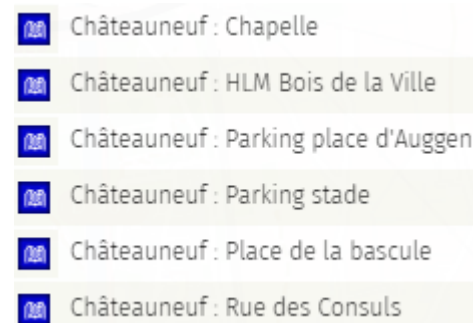 Châteauneuf : Chapelle
Châteauneuf : HLM Bois de la Ville
Châteauneuf : Parking place d'Auggen
Châteauneuf : Parking stade
Châteauneuf : Place de la bascule
Châteauneuf : Rue des Consuls